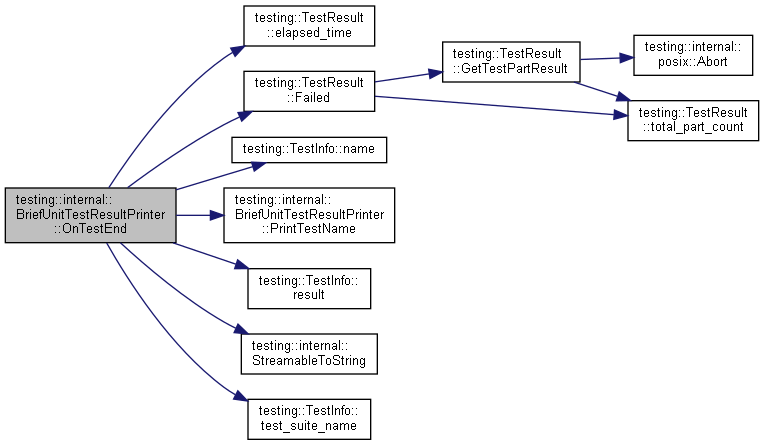 testing::TestResult
::elapsed_time
testing::TestResult
::GetTestPartResult
testing::internal::
posix::Abort
testing::TestResult
::Failed
testing::TestResult
::total_part_count
testing::TestInfo::name
testing::internal::
BriefUnitTestResultPrinter
::OnTestEnd
testing::internal::
BriefUnitTestResultPrinter
::PrintTestName
testing::TestInfo::
result
testing::internal::
StreamableToString
testing::TestInfo::
test_suite_name